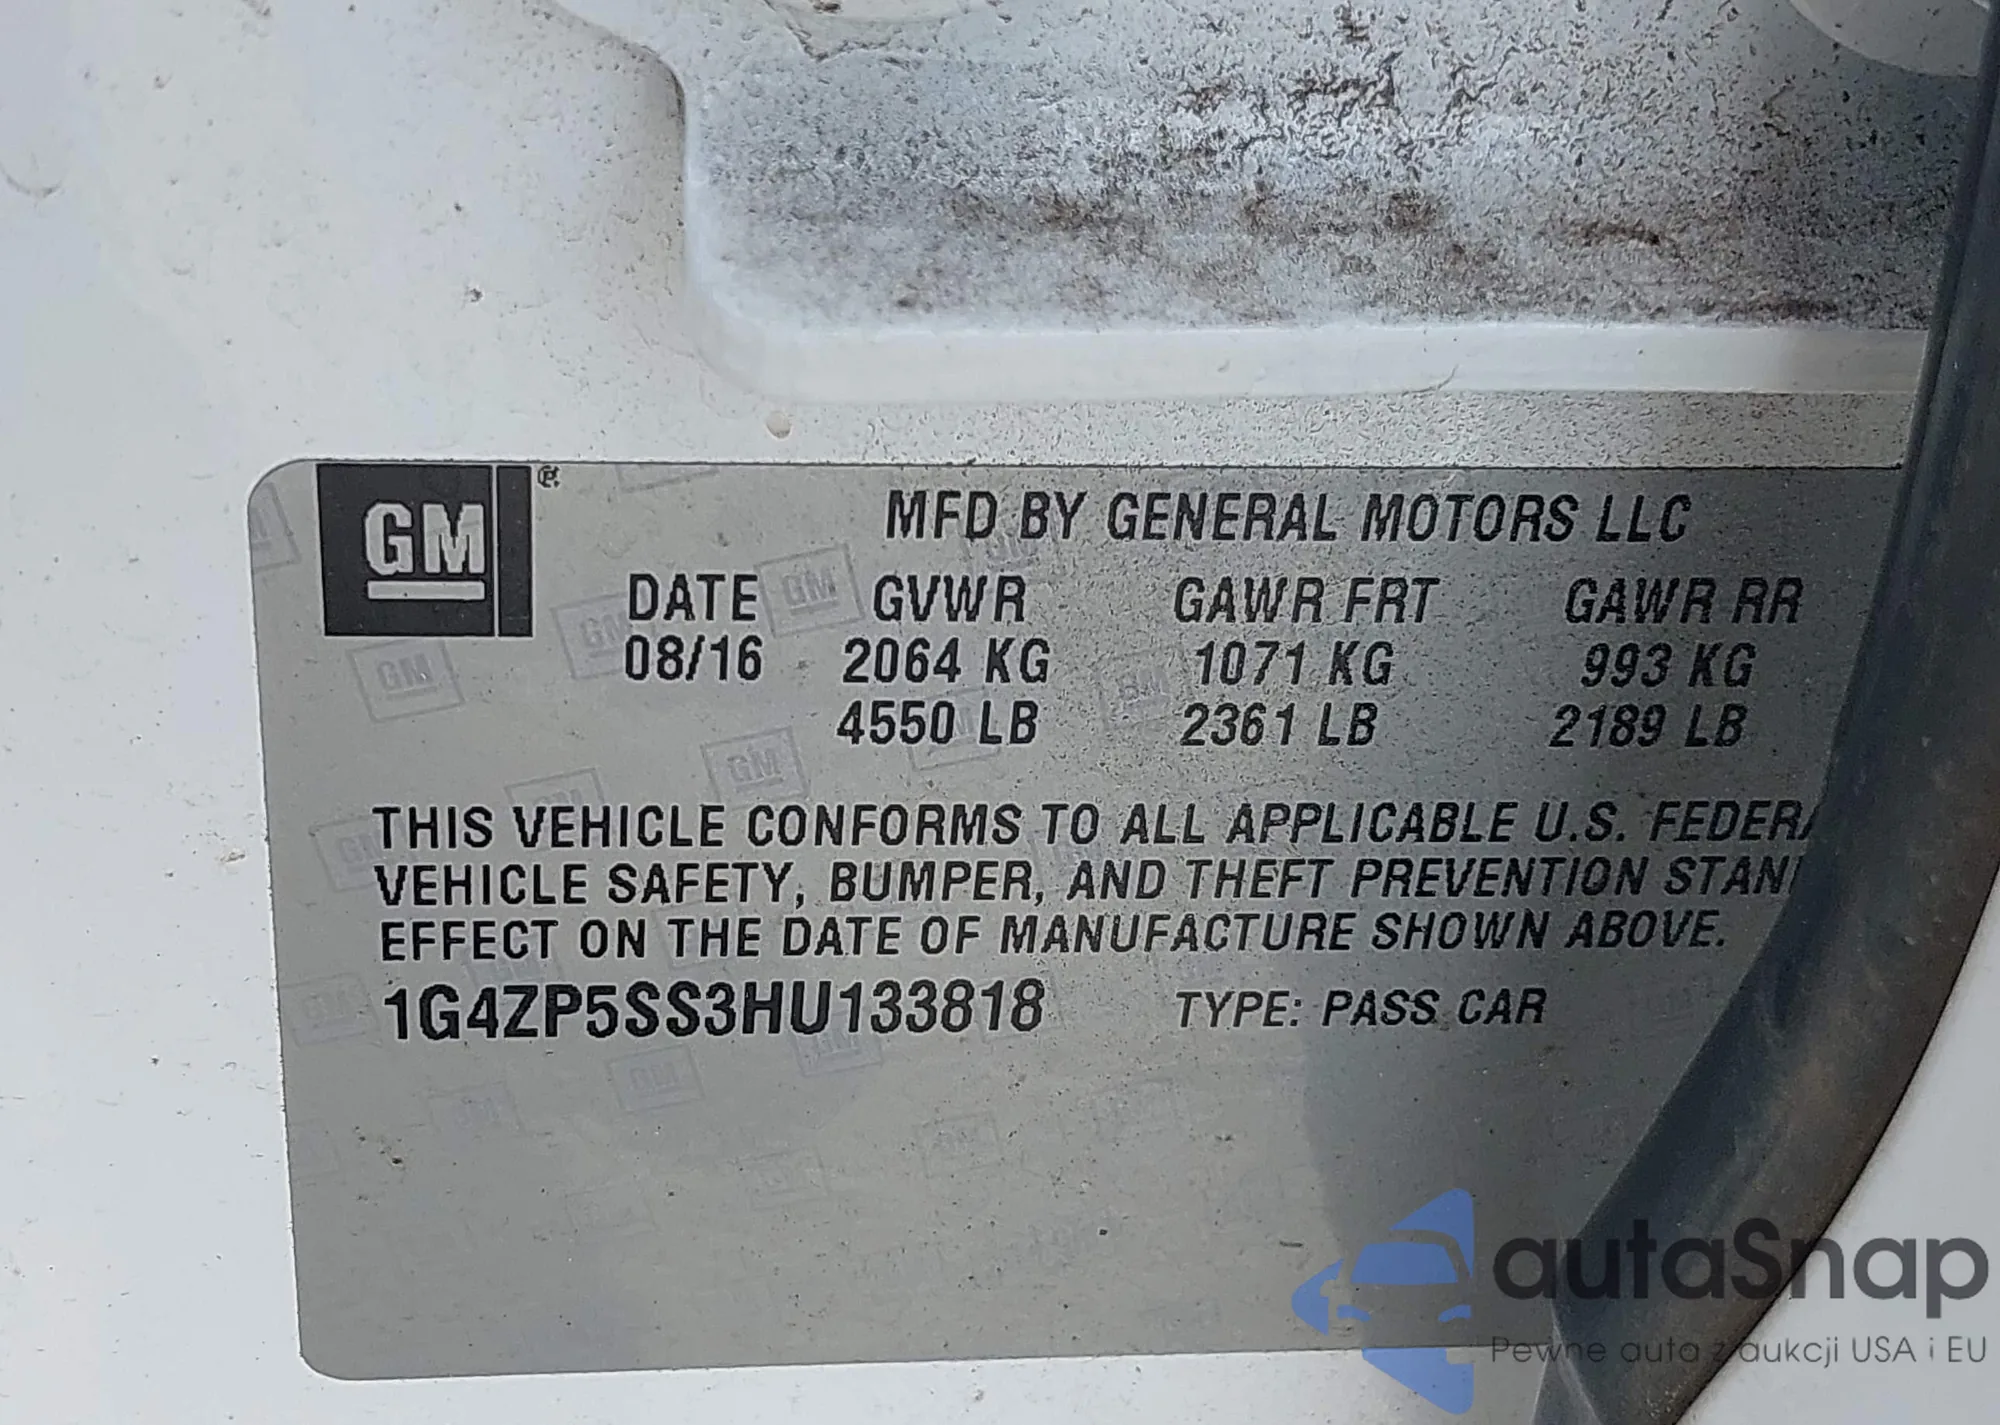 GM
MFD BY GENERAL MOTORS LLC
DATE GVWR GAWR FRT GAWR RR
08/16 2064 KG 1071 KG 993 KG
4550 LB 2361 LB 2189 LB
THIS VEHICLE CONFORMS TO ALL APPLICABLE U.S. FEDERA
VEHICLE SAFETY, BUMPER, AND THEFT PREVENTION STAN
EFFECT ON THE DATE OF MANUFACTURE SHOWN ABOVE.
1G4ZP5SS3HU133818 TYPE: PASS CAR
autaSnap
Pewne auta z aukcji USA i EU